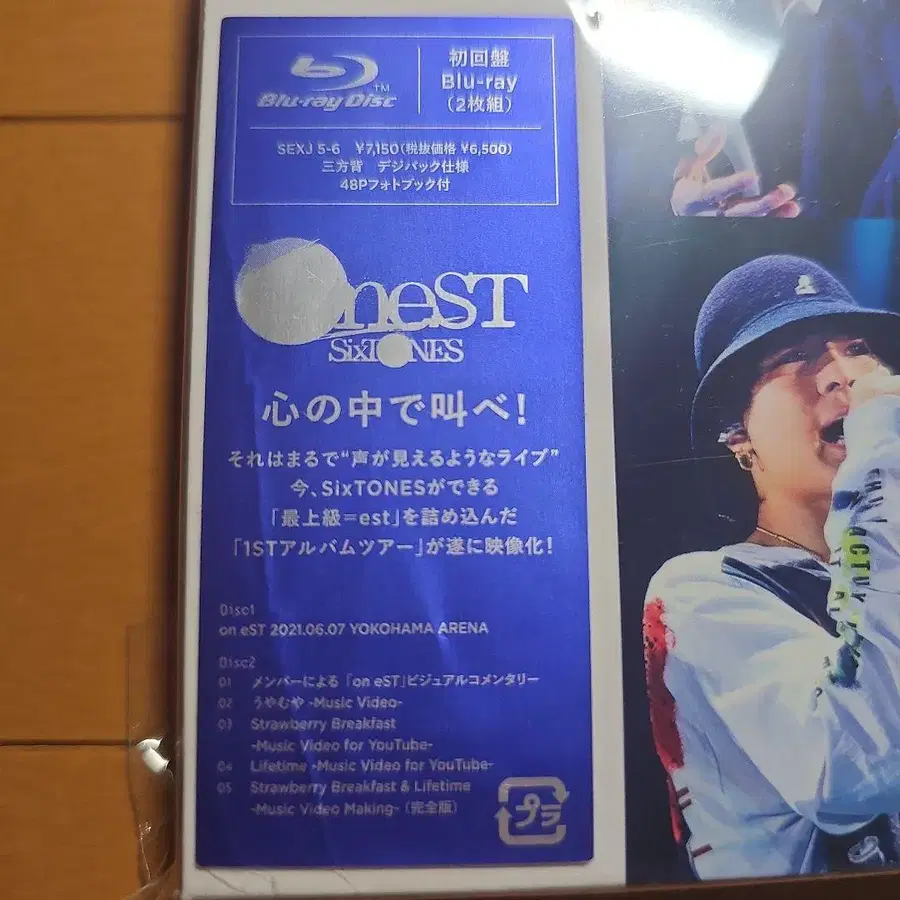 Blu-ray Disc TM
初回盤
Blu-ray
(2枚組)
SEXJ 5-6 ¥7,150(税抜価格 ¥6,500)
三方背 デジパック仕様
48Pフォトブック付
on eST
SixTONES
心の中で叫べ!
それはまるで“声が見えるようなライブ”
今、SixTONESができる
「最上級=est」を詰め込んだ
「1STアルバムツアー」が遂に映像化!
Disc1
on eST 2021.06.07 YOKOHAMA ARENA
Disc2
01 メンバーによる「on eST」ビジュアルコメンタリー
02 うやむや -Music Video-
03 Strawberry Breakfast
-Music Video for YouTube-
04 Lifetime -Music Video for YouTube-
05 Strawberry Breakfast & Lifetime
-Music Video Making-(完全版)
プラ